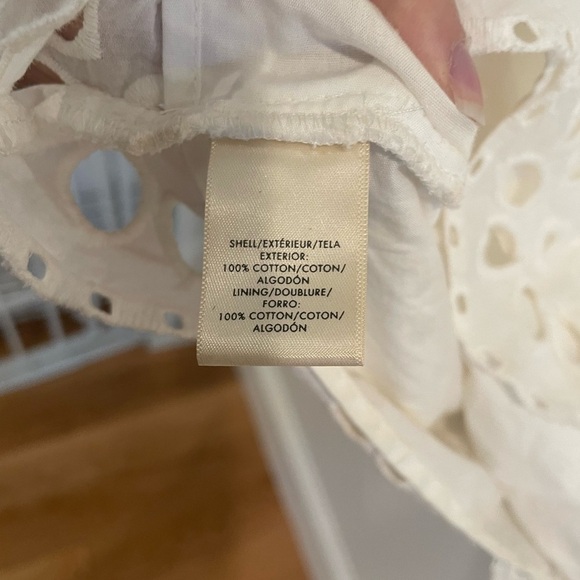 SHELL/EXTÉRIEUR/TELA
EXTERIOR:
100% COTTON/COTON/
ALGODÓN
LINING/DOUBLURE/
FORRO:
100% COTTON/COTON/
ALGODÓN